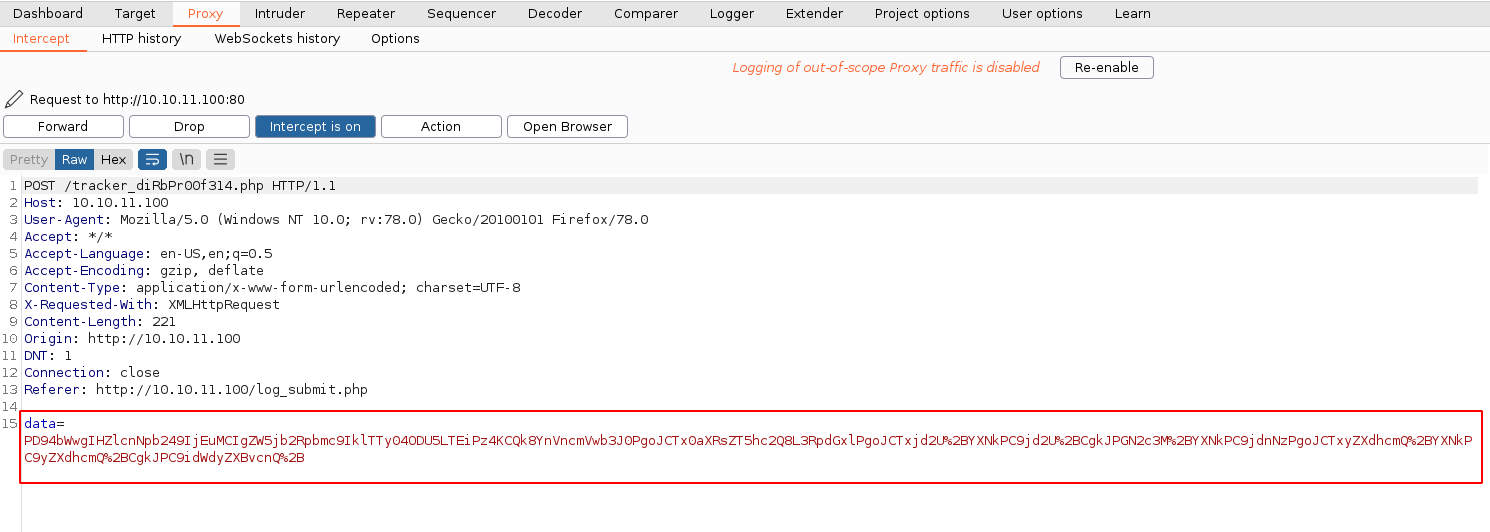 Dashboard Target Proxy Intruder Repeater Sequencer Decoder Comparer Logger Extender Project options User options Learn
Intercept HTTP history WebSockets history Options
Logging of out-of-scope Proxy traffic is disabled Re-enable
Request to http://10.10.11.100:80
Forward Drop Intercept is on Action Open Browser
Pretty Raw Hex \n
1 POST /tracker_diRbPr00f314.php HTTP/1.1
2 Host: 10.10.11.100
3 User-Agent: Mozilla/5.0 (Windows NT 10.0; rv:78.0) Gecko/20100101 Firefox/78.0
4 Accept: */*
5 Accept-Language: en-US,en;q=0.5
6 Accept-Encoding: gzip, deflate
7 Content-Type: application/x-www-form-urlencoded; charset=UTF-8
8 X-Requested-With: XMLHttpRequest
9 Content-Length: 221
10 Origin: http://10.10.11.100
11 DNT: 1
12 Connection: close
13 Referer: http://10.10.11.100/log_submit.php
14
15 data=
PD94bWwgIHZlcnNpb249IjEuMCIgZW5jb2Rpbmc9IklTTy04ODU5LTEiPz4KCQk8YnVncmVwb3J0PgoJCTx0aXRsZT5hc2Q8L3RpdGxlPgoJCTxjd2U%2BYXNkPC9jd2U%2BCgkJPGN2c3M%2BYXNkPC9jdnNzPgoJCTxyZXdhcmQ%2BYXNkP
C9yZXdhcmQ%2BCgkJPC9idWdyZXBvcnQ%2B